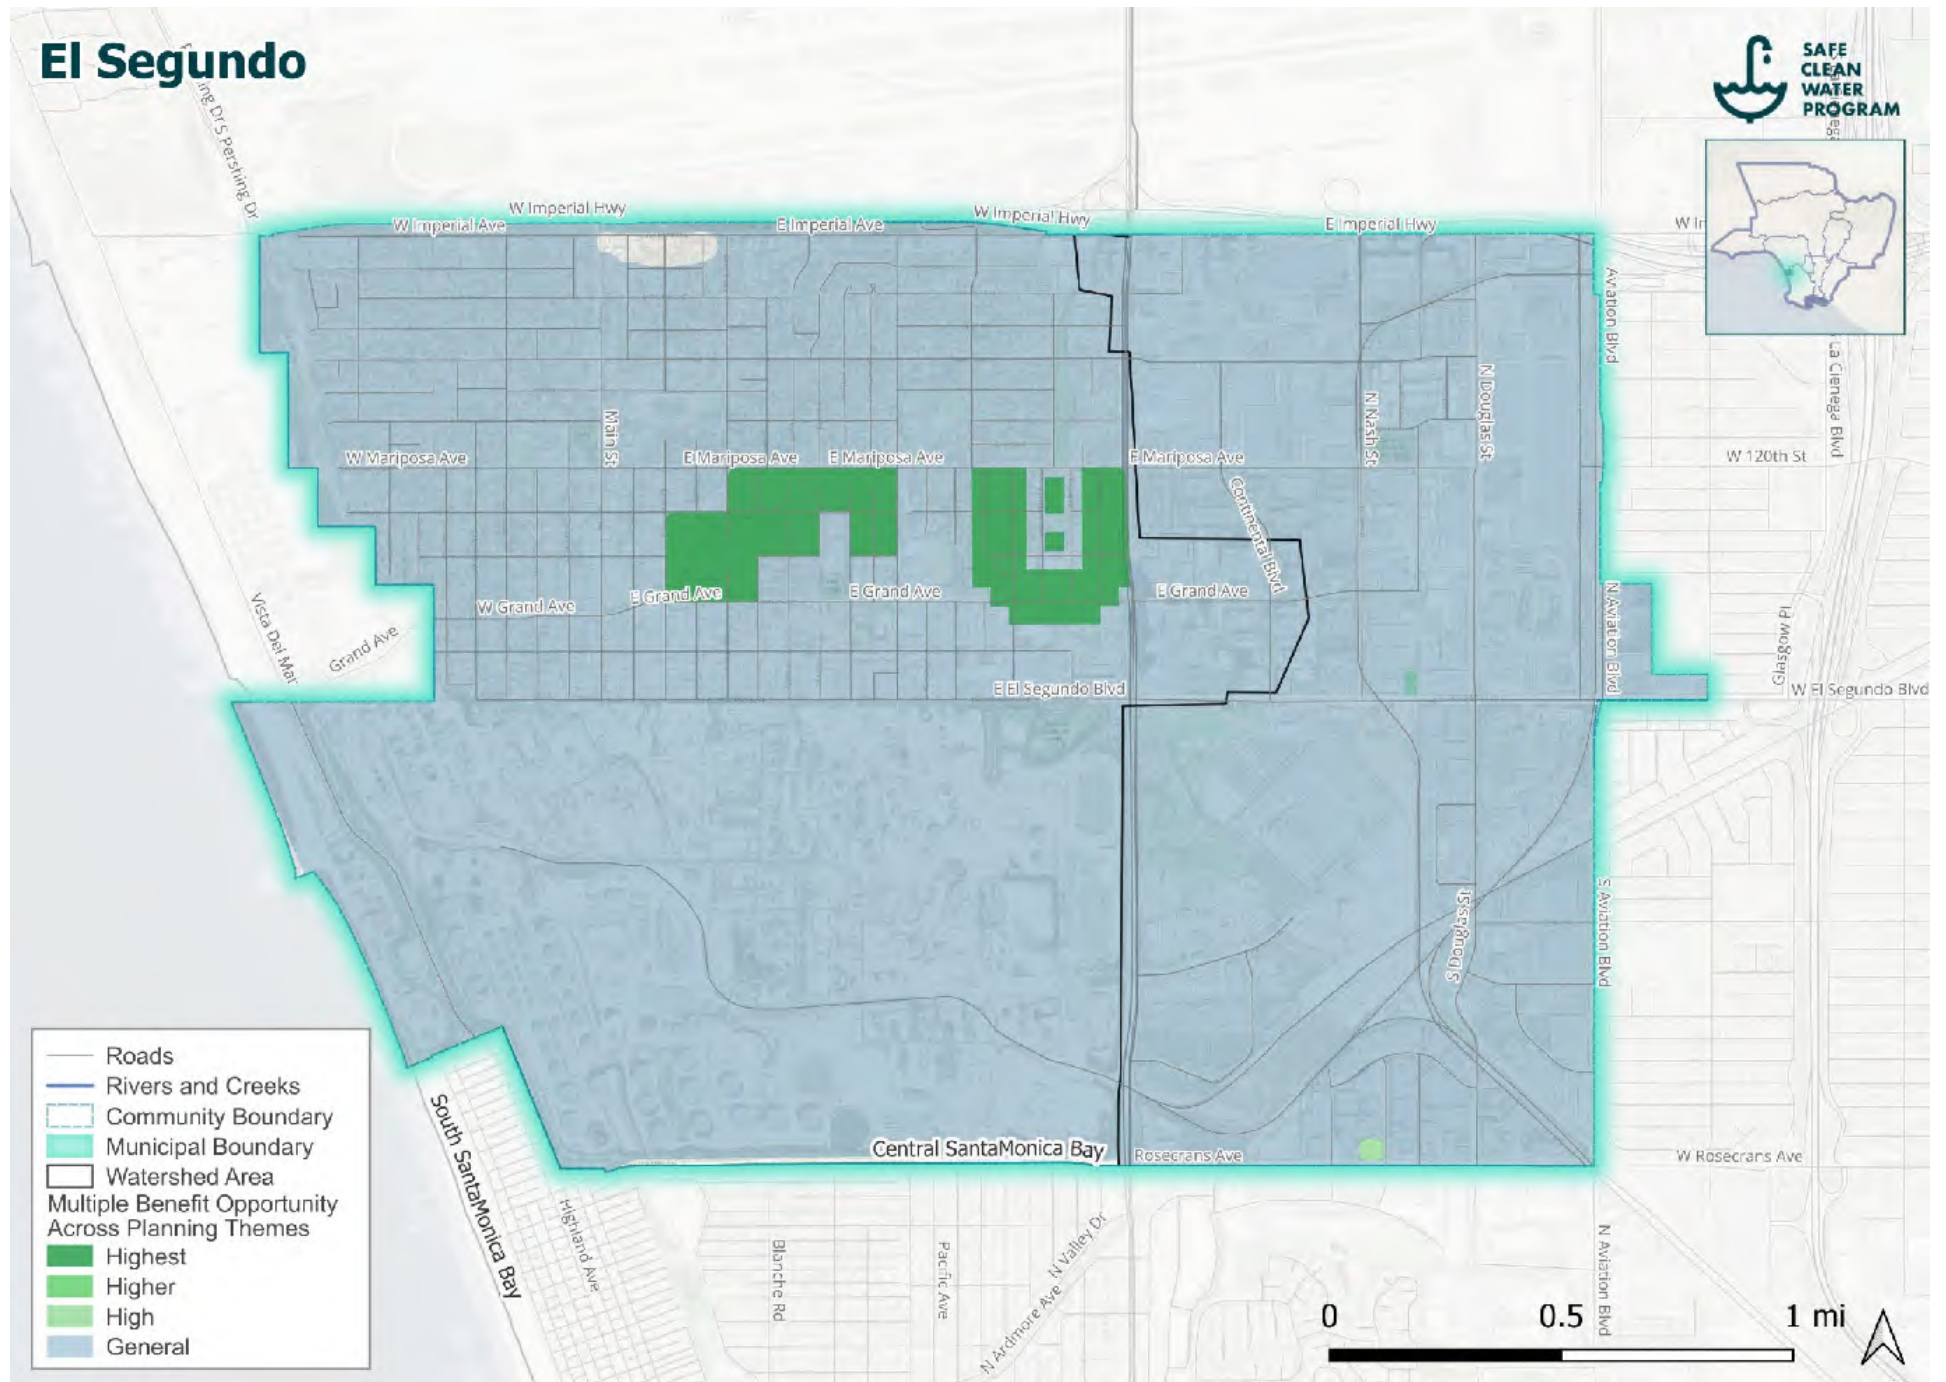 El Segundo
SAFE
CLEAN
WATER
PROGRAM
ing Dr S Pershing Dr
W Imperial Hwy
W Imperial Ave
E Imperial Ave
W Imperial Hwy
E Imperial Hwy
Aviation Blvd
La Cienega Blvd
Main St
N Nash St
N Douglas St
W Mariposa Ave
E Mariposa Ave
E Mariposa Ave
E Mariposa Ave
W 120th St
Continental Blvd
W Grand Ave
E Grand Ave
E Grand Ave
E Grand Ave
Grand Ave
Vista Del Mar
N Aviation Blvd
Glasgow Pl
E El Segundo Blvd
W El Segundo Blvd
S Douglas St
S Aviation Blvd
Central SantaMonica Bay
Rosecrans Ave
W Rosecrans Ave
South SantaMonica Bay
Highland Ave
Blanche Rd
Pacific Ave
N Valley Dr
N Ardmore Ave
N Aviation Blvd
Roads
Rivers and Creeks
Community Boundary
Municipal Boundary
Watershed Area
Multiple Benefit Opportunity
Across Planning Themes
Highest
Higher
High
General
0 0.5 1 mi